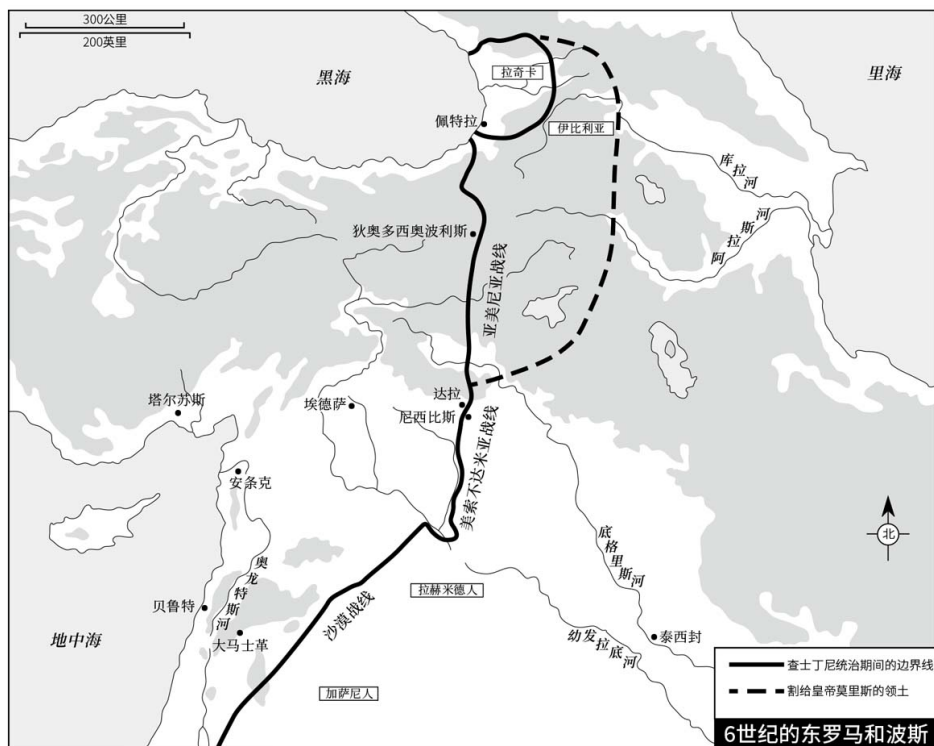 300公里
200英里
黑海
里海
拉奇卡
佩特拉
伊比利亚
库拉河
阿拉斯河
狄奥多西奥波利斯
亚美尼亚战线
塔尔苏斯
埃德萨
达拉
尼西比斯
美索不达米亚战线
安条克
北
底格里斯河
奥龙特斯河
拉赫米德人
贝鲁特
沙漠战线
地中海
大马士革
幼发拉底河
泰西封
加萨尼人
查士丁尼统治期间的边界线
割给皇帝莫里斯的领土
6世纪的东罗马和波斯